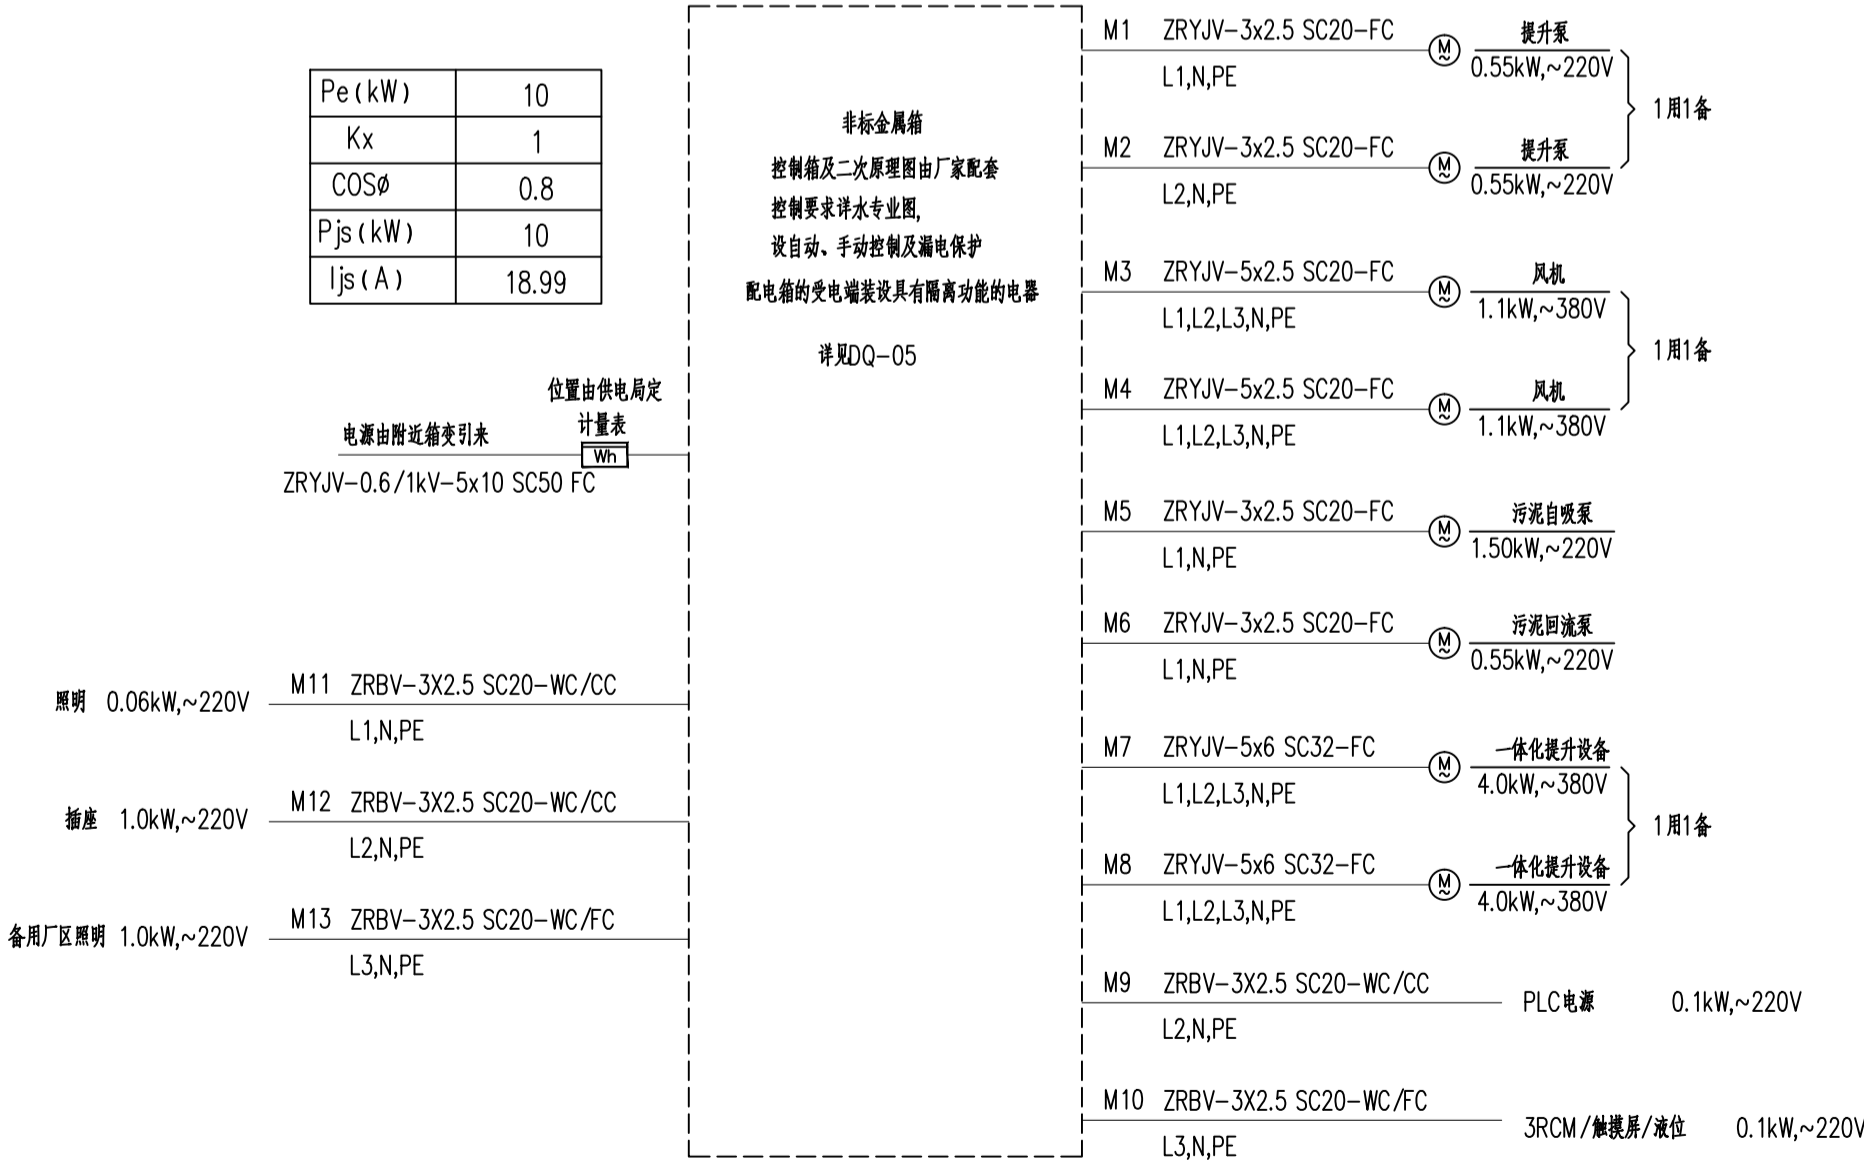 Pe(kW) 10
Kx 1
COSø 0.8
Pjs(kW) 10
Ijs(A) 18.99
位置由供电局定
计量表
电源由附近箱变引来
Wh
ZRYJV-0.6/1kV-5x10 SC50 FC
照明 0.06kW,~220V M11 ZRBV-3X2.5 SC20-WC/CC
L1,N,PE
插座 1.0kW,~220V M12 ZRBV-3X2.5 SC20-WC/CC
L2,N,PE
备用厂区照明 1.0kW,~220V M13 ZRBV-3X2.5 SC20-WC/FC
L3,N,PE
非标金属箱
控制箱及二次原理图由厂家配套
控制要求详水专业图,
设自动、手动控制及漏电保护
配电箱的受电端装设具有隔离功能的电器
详见DQ-05
M1 ZRYJV-3x2.5 SC20-FC
L1,N,PE
M
提升泵
0.55kW,~220V
M2 ZRYJV-3x2.5 SC20-FC
L2,N,PE
M
提升泵
0.55kW,~220V
1用1备
M3 ZRYJV-5x2.5 SC20-FC
L1,L2,L3,N,PE
M
风机
1.1kW,~380V
M4 ZRYJV-5x2.5 SC20-FC
L1,L2,L3,N,PE
M
风机
1.1kW,~380V
1用1备
M5 ZRYJV-3x2.5 SC20-FC
L1,N,PE
M
污泥自吸泵
1.50kW,~220V
M6 ZRYJV-3x2.5 SC20-FC
L1,N,PE
M
污泥回流泵
0.55kW,~220V
M7 ZRYJV-5x6 SC32-FC
L1,L2,L3,N,PE
M
一体化提升设备
4.0kW,~380V
M8 ZRYJV-5x6 SC32-FC
L1,L2,L3,N,PE
M
一体化提升设备
4.0kW,~380V
1用1备
M9 ZRBV-3X2.5 SC20-WC/CC
L2,N,PE
PLC电源 0.1kW,~220V
M10 ZRBV-3X2.5 SC20-WC/FC
L3,N,PE
3RCM/触摸屏/液位 0.1kW,~220V